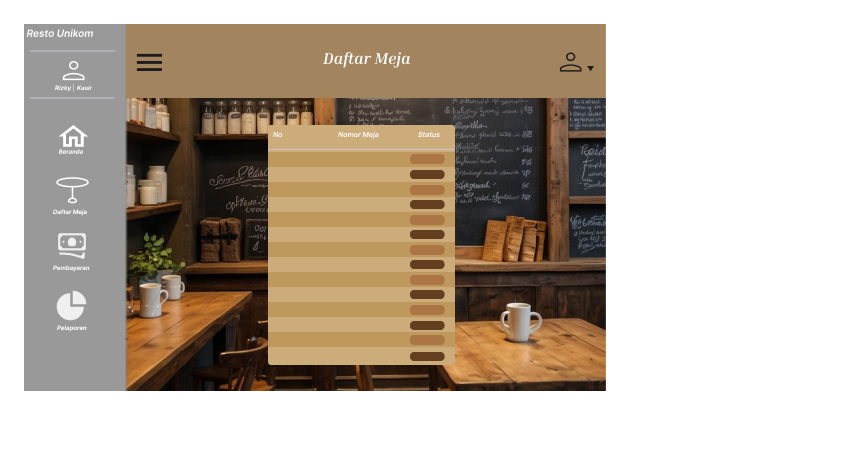 Resto Unikom
Rizky | Kasir
Beranda
Daftar Meja
Pembayaran
Pelaporan
Daftar Meja
No Nomor Meja Status